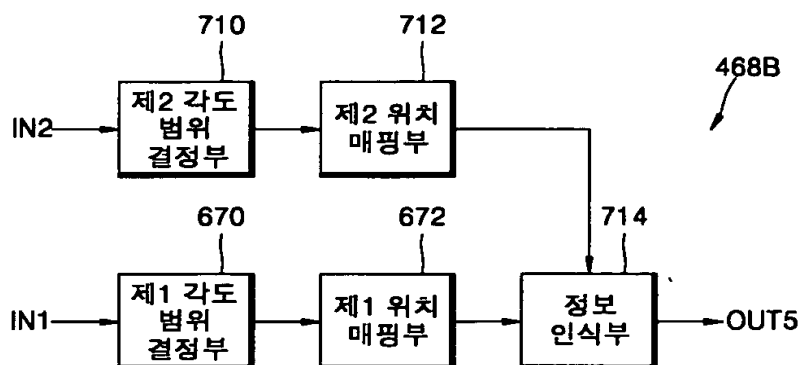 710
712
468B
IN2
제2 각도
범위
결정부
제2 위치
매핑부
670
672
714
IN1
제1 각도
범위
결정부
제1 위치
매핑부
정보
인식부
OUT5